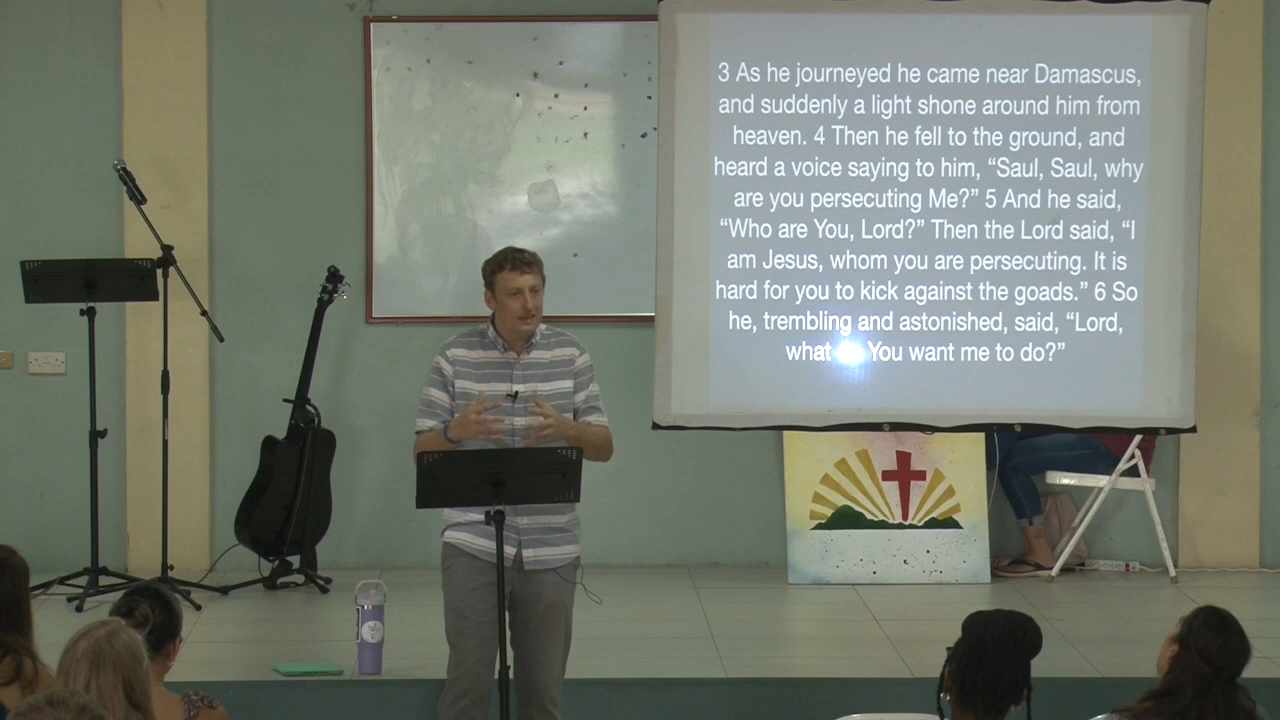 3 As he journeyed he came near Damascus,
and suddenly a light shone around him from
heaven. 4 Then he fell to the ground, and
heard a voice saying to him, “Saul, Saul, why
are you persecuting Me?” 5 And he said,
“Who are You, Lord?” Then the Lord said, “I
am Jesus, whom you are persecuting. It is
hard for you to kick against the goads.” 6 So
he, trembling and astonished, said, “Lord,
what You want me to do?”